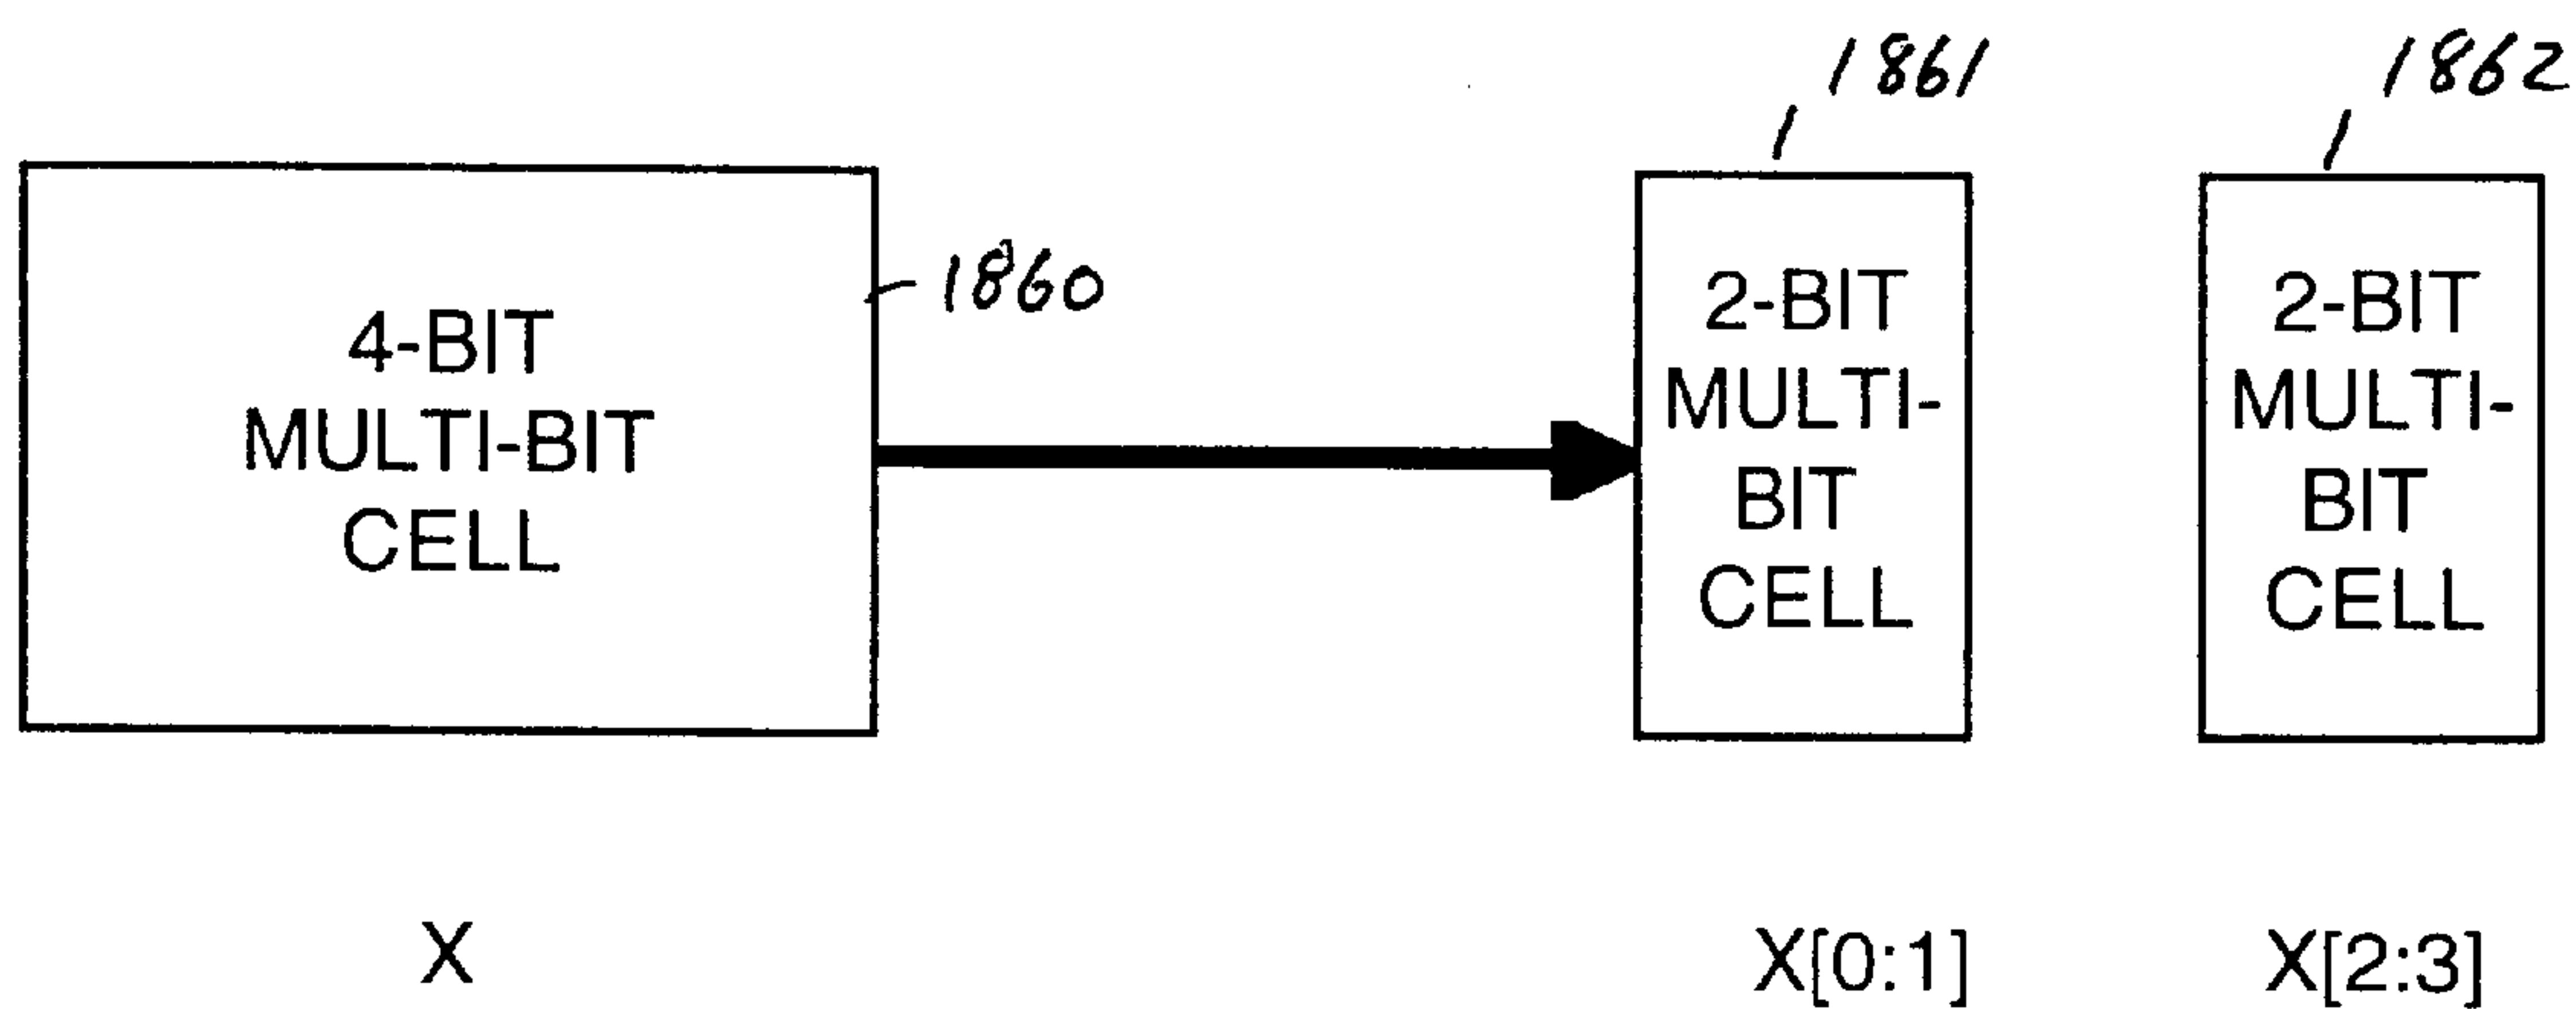 1861
1862
1860
4-BIT
MULTI-BIT
CELL
2-BIT
MULTI-
BIT
CELL
2-BIT
MULTI-
BIT
CELL
X
X[0:1]
X[2:3]